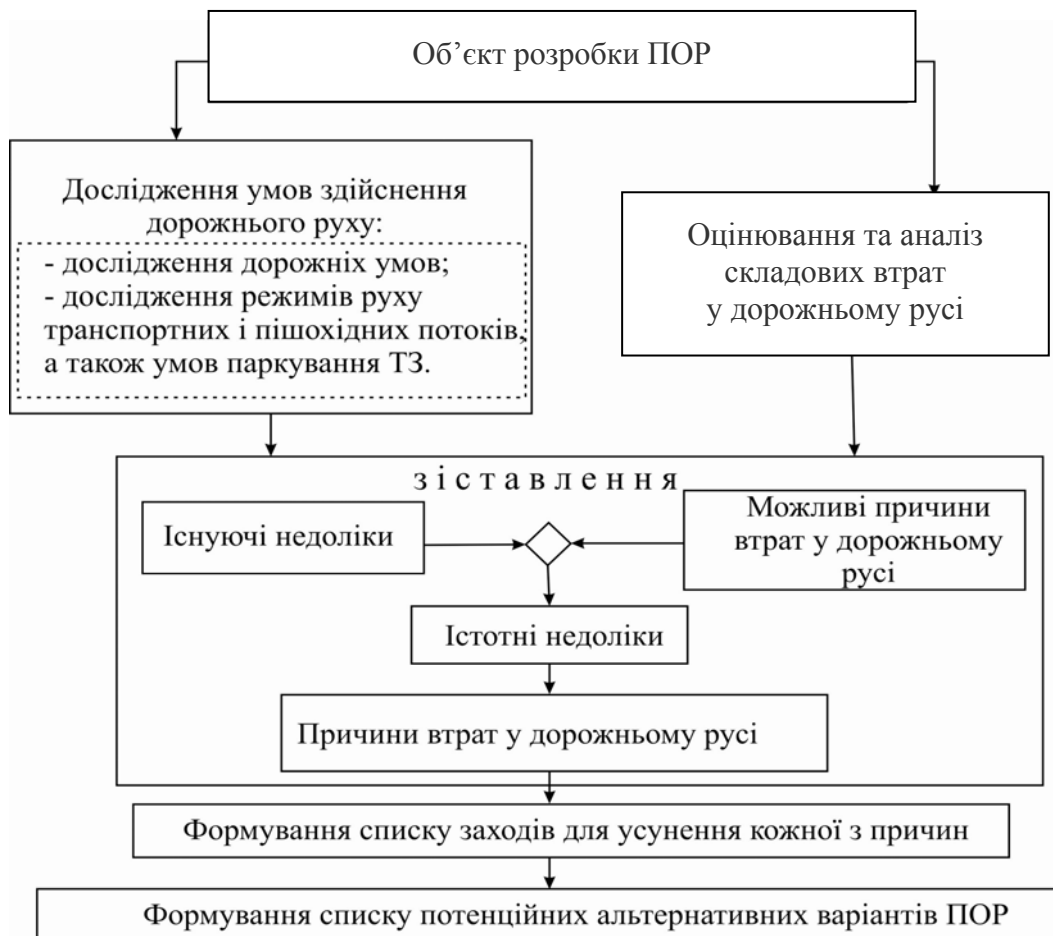 Об’єкт розробки ПОР
Дослідження умов здійснення
дорожнього руху:
- дослідження дорожніх умов;
- дослідження режимів руху
транспортних і пішохідних потоків,
а також умов паркування ТЗ.
Оцінювання та аналіз
складових втрат
у дорожньому русі
з і с т а в л е н н я
Існуючі недоліки
Можливі причини
втрат у дорожньому
русі
Істотні недоліки
Причини втрат у дорожньому русі
Формування списку заходів для усунення кожної з причин
Формування списку потенційних альтернативних варіантів ПОР